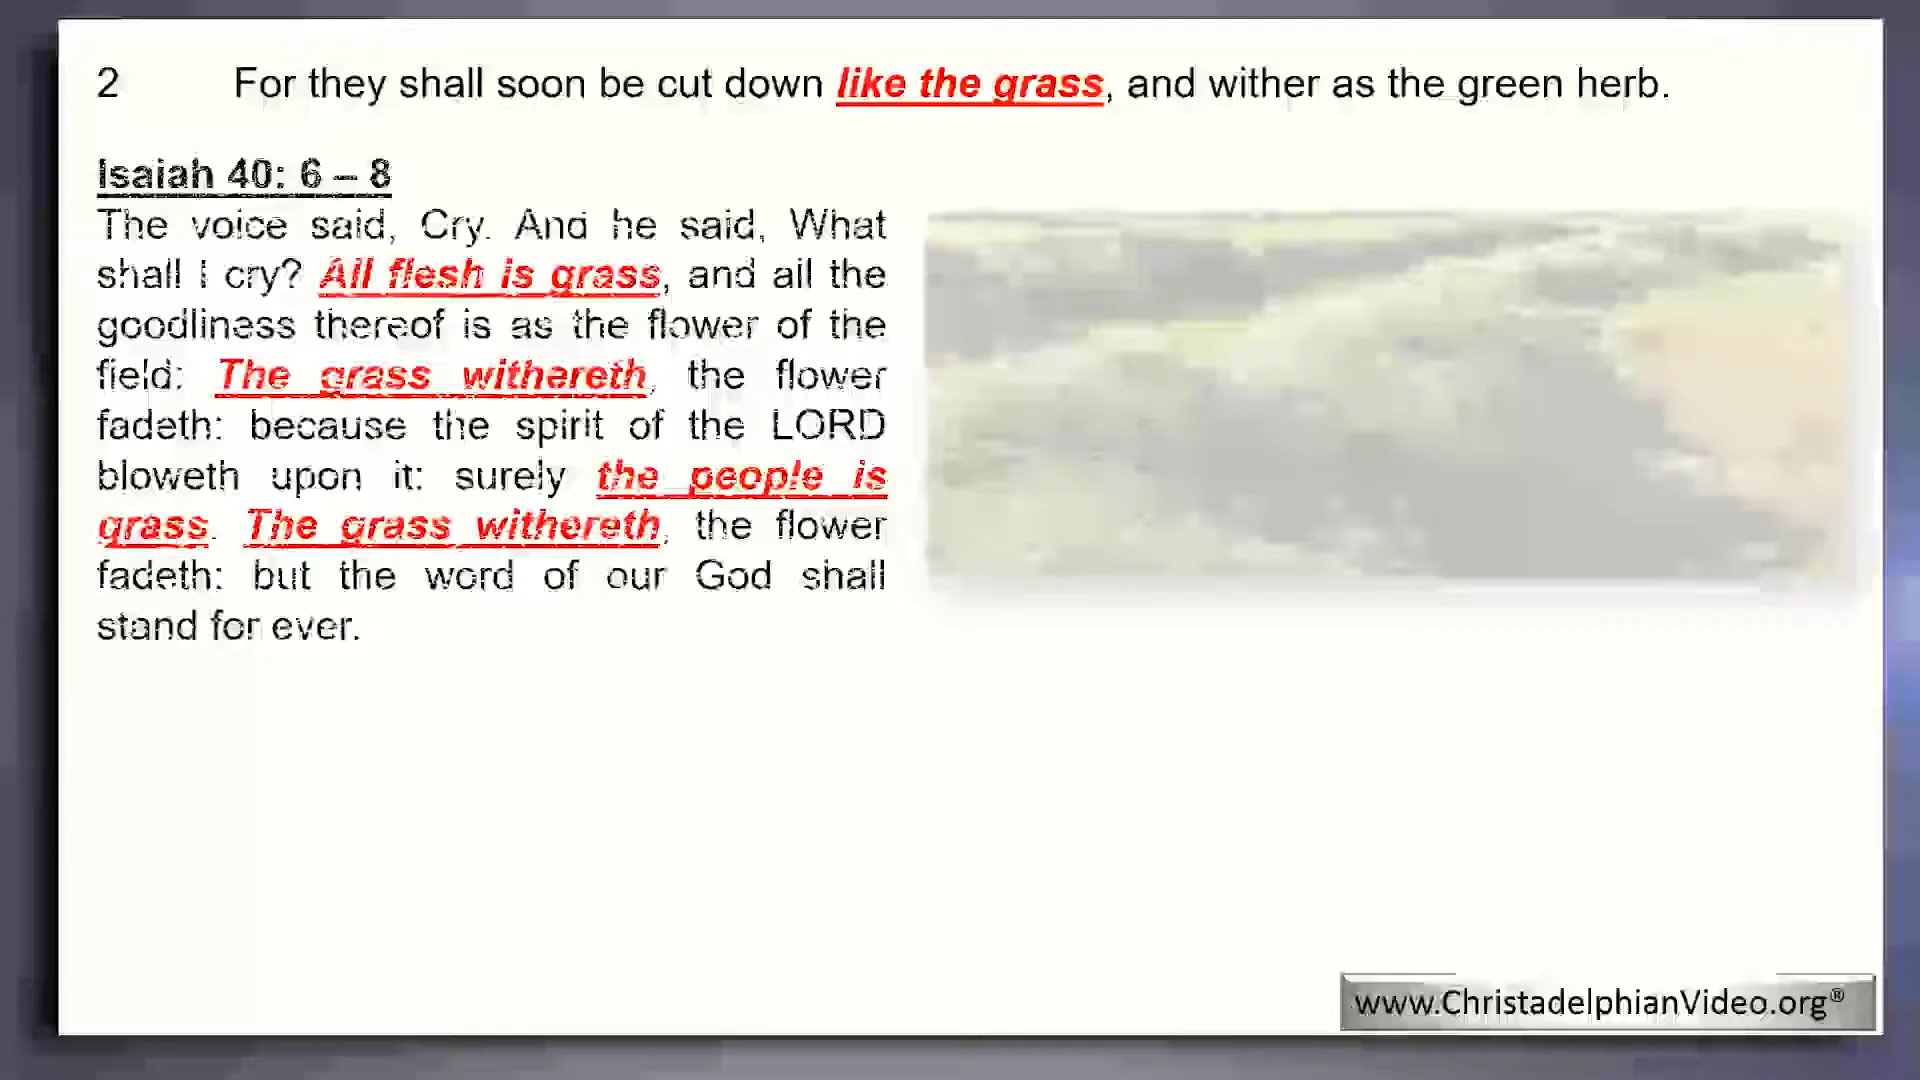 2 For they shall soon be cut down like the grass, and wither as the green herb.
Isaiah 40: 6 – 8
The voice said, Cry. And he said, What
shall I cry? All flesh is grass, and all the
goodliness thereof is as the flower of the
field: The grass withereth, the flower
fadeth: because the spirit of the LORD
bloweth upon it: surely the people is
grass. The grass withereth, the flower
fadeth: but the word of our God shall
stand for ever.
www.ChristadelphianVideo.org®